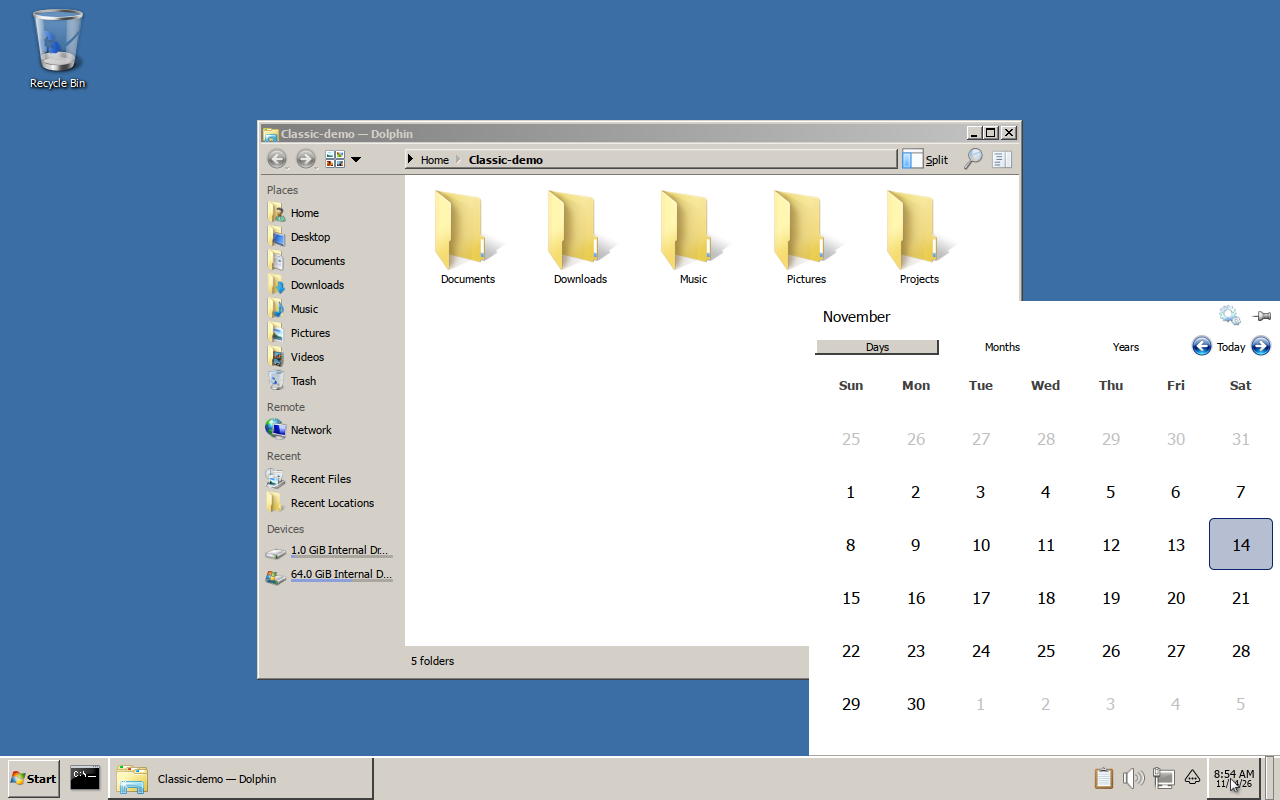 Recycle Bin
Classic-demo — Dolphin
Home Classic-demo
Split
Places
Home
Desktop
Documents
Downloads
Music
Pictures
Videos
Trash
Remote
Network
Recent
Recent Files
Recent Locations
Devices
1.0 GiB Internal Dr...
64.0 GiB Internal D...
Documents Downloads Music Pictures Projects
5 folders
November
Days Months Years Today
Sun Mon Tue Wed Thu Fri Sat
25 26 27 28 29 30 31
1 2 3 4 5 6 7
8 9 10 11 12 13 14
15 16 17 18 19 20 21
22 23 24 25 26 27 28
29 30 1 2 3 4 5
Start
C:\
Classic-demo — Dolphin
8:54 AM